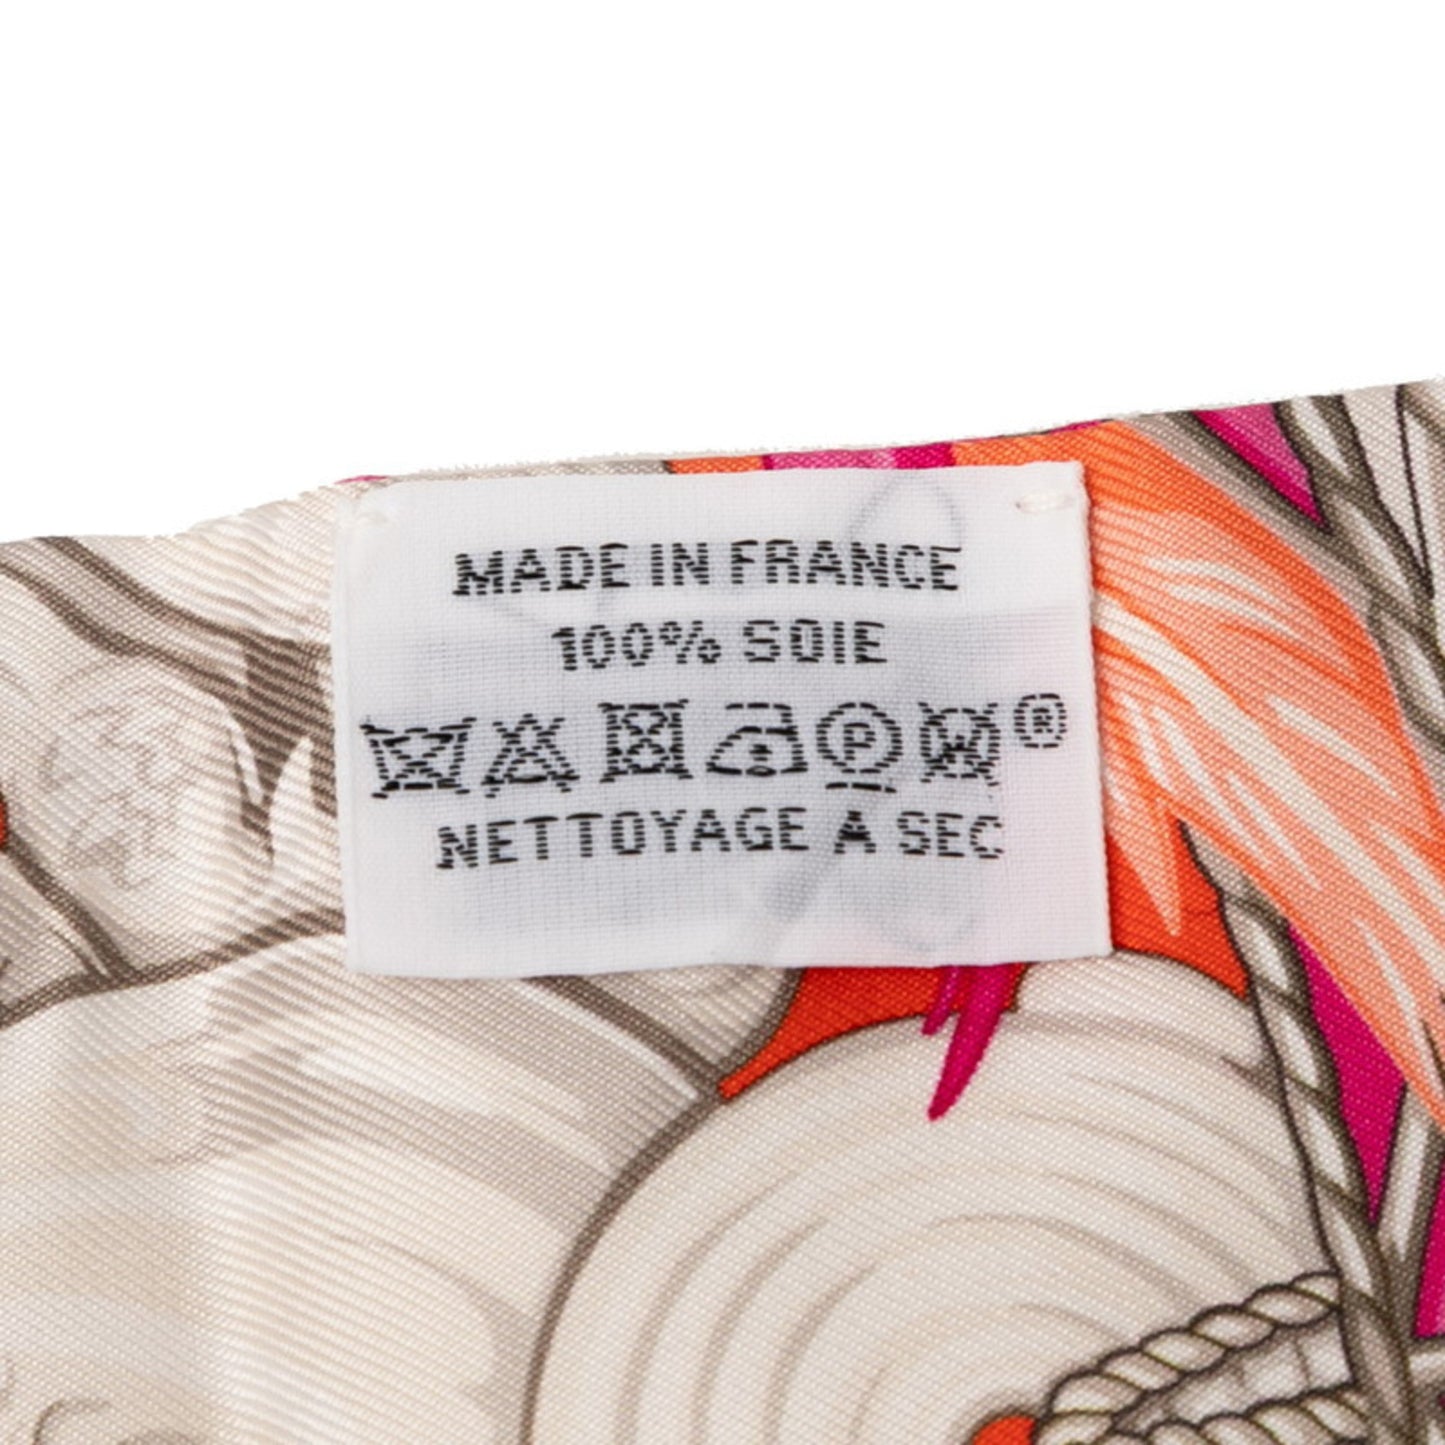 MADE IN FRANCE
100% SOIE
P W ®
NETTOYAGE A SEC